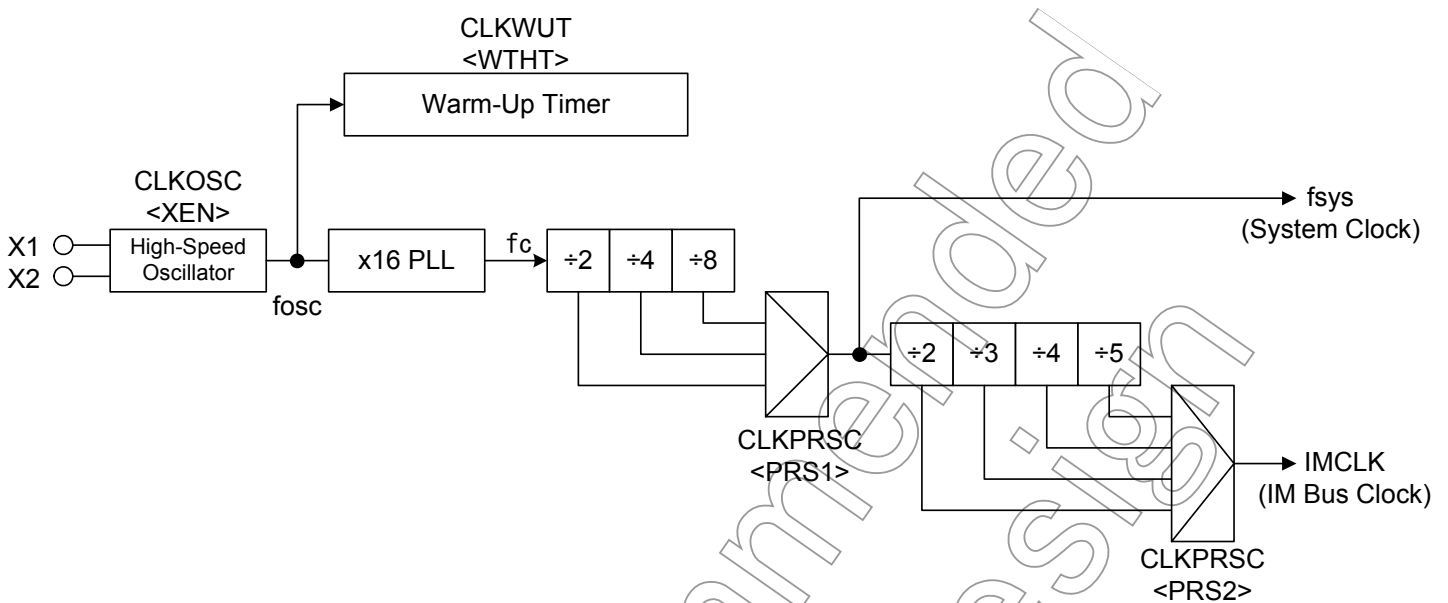 CLKWUT
<WTHT>
Warm-Up Timer
CLKOSC
<XEN>
X1
X2
High-Speed
Oscillator
fosc
x16 PLL
fc
÷2
÷4
÷8
CLKPRSC
<PRS1>
fsys
(System Clock)
÷2
÷3
÷4
÷5
CLKPRSC
<PRS2>
IMCLK
(IM Bus Clock)